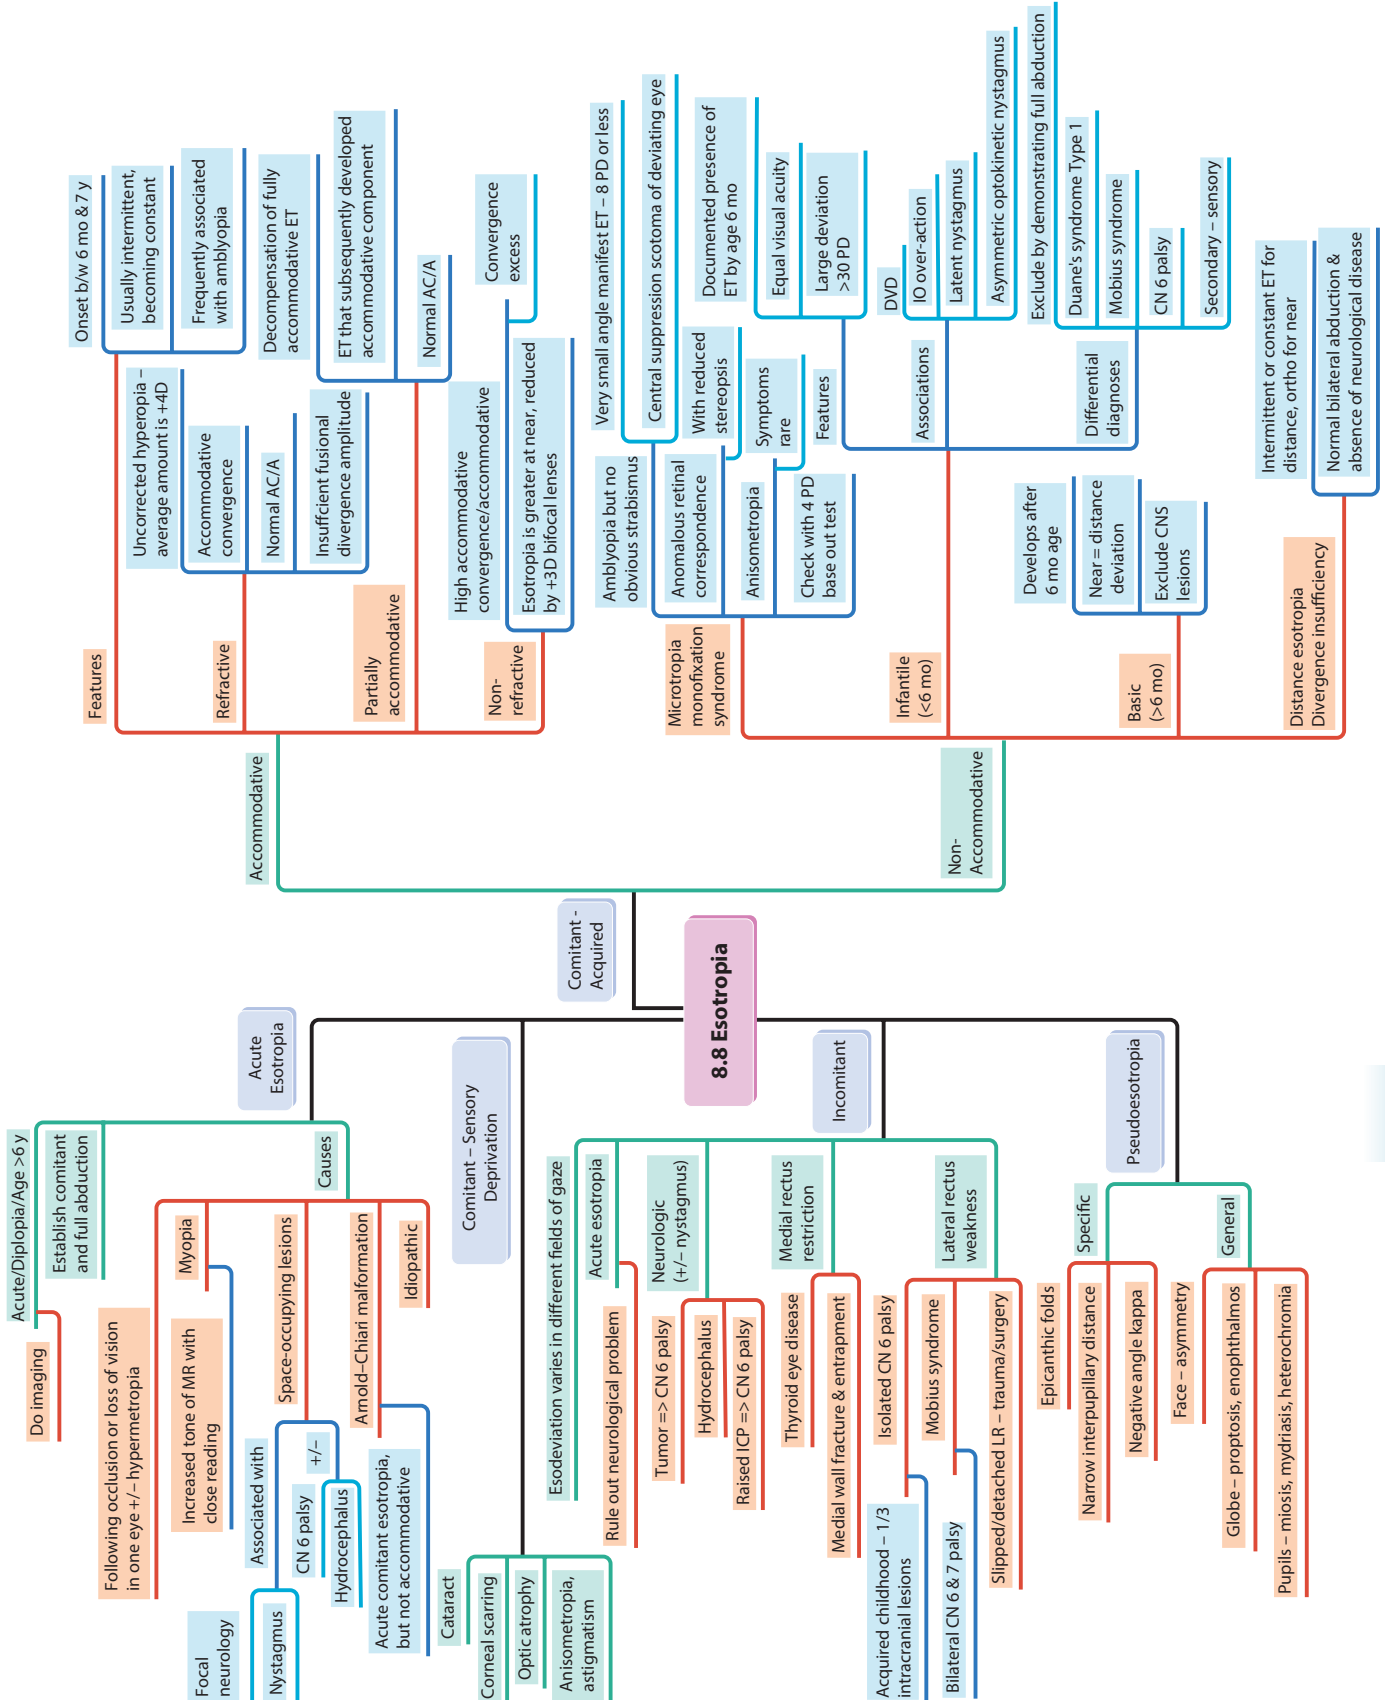 8.8 Esotropia
Acute
Esotropia
Acute/Diplopia/Age >6 y
Do imaging
Establish comitant
and full abduction
Causes
Following occlusion or loss of vision
in one eye +/– hypermetropia
Myopia
Increased tone of MR with
close reading
Space-occupying lesions
Associated with
Focal
neurology
Nystagmus
+/–
CN 6 palsy
Hydrocephalus
Arnold–Chiari malformation
Acute comitant esotropia,
but not accommodative
Idiopathic
Comitant – Sensory
Deprivation
Cataract
Corneal scarring
Optic atrophy
Anisometropia,
astigmatism
Incomitant
Esodeviation varies in different fields of gaze
Acute esotropia
Rule out neurological problem
Neurologic
(+/– nystagmus)
Tumor => CN 6 palsy
Hydrocephalus
Raised ICP => CN 6 palsy
Medial rectus
restriction
Thyroid eye disease
Medial wall fracture & entrapment
Lateral rectus
weakness
Isolated CN 6 palsy
Acquired childhood – 1/3
intracranial lesions
Mobius syndrome
Bilateral CN 6 & 7 palsy
Slipped/detached LR – trauma/surgery
Pseudoesotropia
Specific
Epicanthic folds
Narrow interpupillary distance
Negative angle kappa
General
Face – asymmetry
Globe – proptosis, enophthalmos
Pupils – miosis, mydriasis, heterochromia
Comitant -
Acquired
Accommodative
Features
Onset b/w 6 mo & 7 y
Usually intermittent,
becoming constant
Frequently associated
with amblyopia
Refractive
Uncorrected hyperopia –
average amount is +4D
Accommodative
convergence
Normal AC/A
Insufficient fusional
divergence amplitude
Partially
accommodative
Decompensation of fully
accommodative ET
ET that subsequently developed
accommodative component
Normal AC/A
Non-
refractive
High accommodative
convergence/accommodative
Convergence
excess
Esotropia is greater at near, reduced
by +3D bifocal lenses
Non-
Accommodative
Microtropia
monofixation
syndrome
Amblyopia but no
obvious strabismus
Very small angle manifest ET – 8 PD or less
Central suppression scotoma of deviating eye
Anomalous retinal
correspondence
With reduced
stereopsis
Anisometropia
Symptoms
rare
Check with 4 PD
base out test
Infantile
(<6 mo)
Features
Documented presence of
ET by age 6 mo
Equal visual acuity
Large deviation
>30 PD
Associations
DVD
IO over-action
Latent nystagmus
Asymmetric optokinetic nystagmus
Differential
diagnoses
Exclude by demonstrating full abduction
Duane's syndrome Type 1
Mobius syndrome
CN 6 palsy
Secondary – sensory
Basic
(>6 mo)
Develops after
6 mo age
Near = distance
deviation
Exclude CNS
lesions
Distance esotropia
Divergence insufficiency
Intermittent or constant ET for
distance, ortho for near
Normal bilateral abduction &
absence of neurological disease